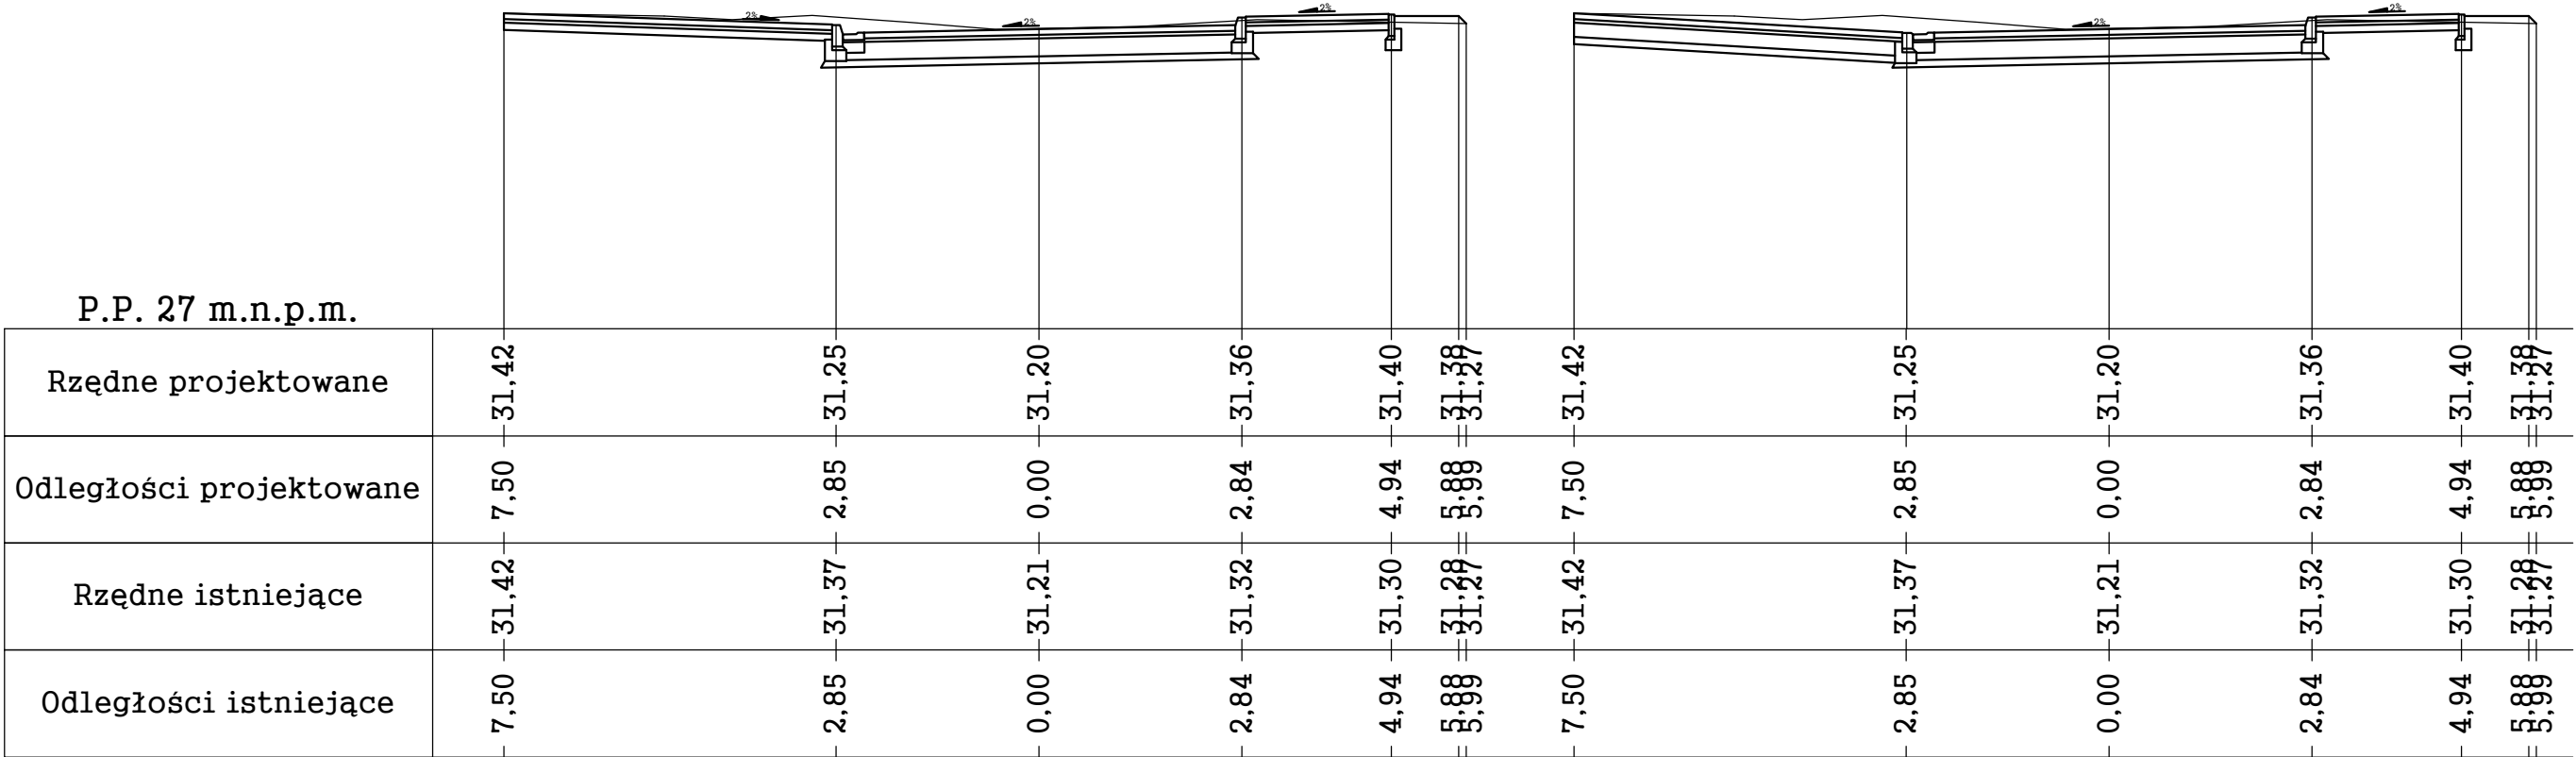 2% 2% 2% 2% 2%
P.P. 27 m.n.p.m.
Rzędne projektowane 31,42 31,25 31,20 31,36 31,40 31,38 31,27 31,42 31,25 31,20 31,36 31,40 31,38 31,27
Odległości projektowane 7,50 2,85 0,00 2,84 4,94 5,88 5,99 7,50 2,85 0,00 2,84 4,94 5,88 5,99
Rzędne istniejące 31,42 31,37 31,21 31,32 31,30 31,28 31,27 31,42 31,37 31,21 31,32 31,30 31,28 31,27
Odległości istniejące 7,50 2,85 0,00 2,84 4,94 5,88 5,99 7,50 2,85 0,00 2,84 4,94 5,88 5,99